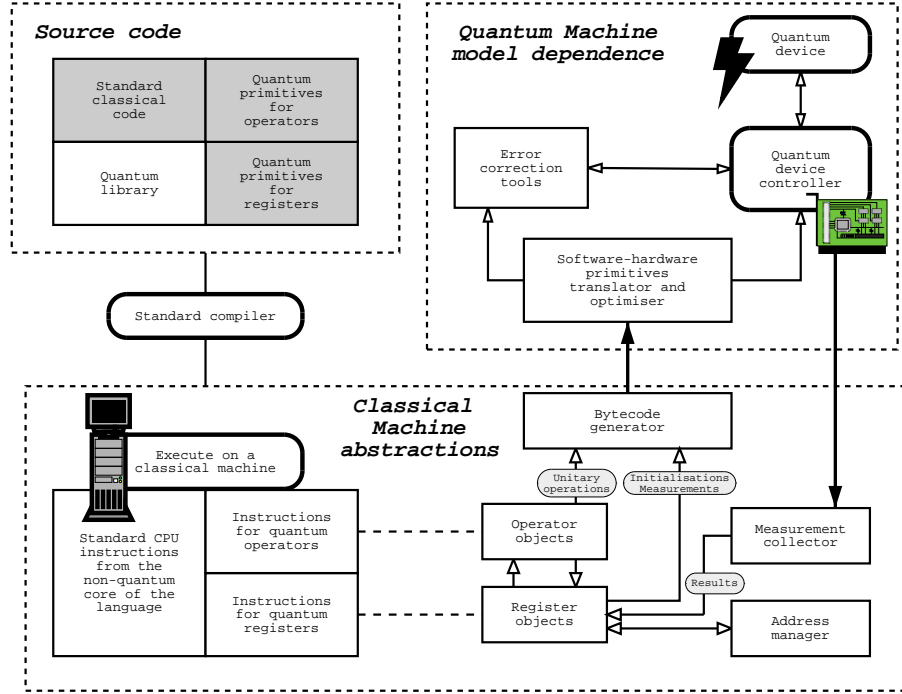 Source code
Standard
classical
code
Quantum
primitives
for
operators
Quantum
library
Quantum
primitives
for
registers
Standard compiler
Quantum Machine
model dependence
Quantum
device
Error
correction
tools
Quantum
device
controller
Software-hardware
primitives
translator and
optimiser
Classical
Machine
abstractions
Execute on a
classical machine
Standard CPU
instructions
from the
non-quantum
core of the
language
Instructions
for quantum
operators
Instructions
for quantum
registers
Bytecode
generator
Unitary
operations
Initialisations
Measurements
Operator
objects
Register
objects
Measurement
collector
Results
Address
manager